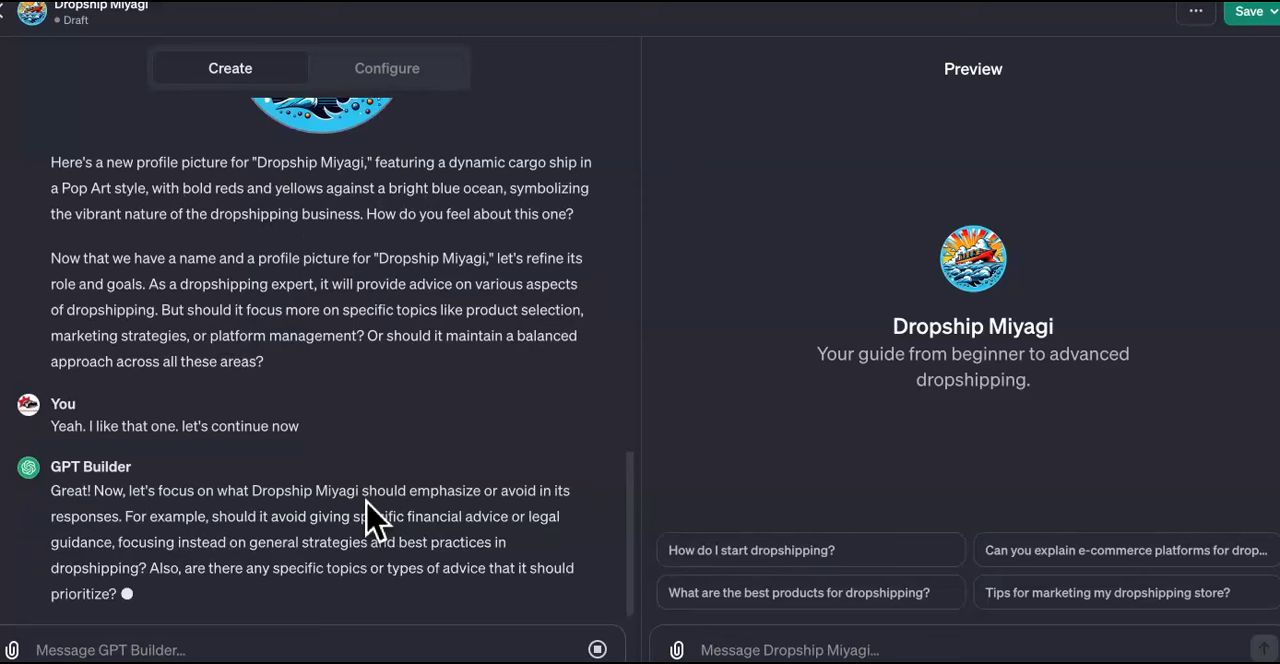 Dropship Miyagi
Draft
Save
Create
Configure
Here's a new profile picture for "Dropship Miyagi," featuring a dynamic cargo ship in
a Pop Art style, with bold reds and yellows against a bright blue ocean, symbolizing
the vibrant nature of the dropshipping business. How do you feel about this one?
Now that we have a name and a profile picture for "Dropship Miyagi," let's refine its
role and goals. As a dropshipping expert, it will provide advice on various aspects
of dropshipping. But should it focus more on specific topics like product selection,
marketing strategies, or platform management? Or should it maintain a balanced
approach across all these areas?
You
Yeah. I like that one. let's continue now
GPT Builder
Great! Now, let's focus on what Dropship Miyagi should emphasize or avoid in its
responses. For example, should it avoid giving specific financial advice or legal
guidance, focusing instead on general strategies and best practices in
dropshipping? Also, are there any specific topics or types of advice that it should
prioritize?
Message GPT Builder...
Preview
Dropship Miyagi
Your guide from beginner to advanced
dropshipping.
How do I start dropshipping?
Can you explain e-commerce platforms for drop...
What are the best products for dropshipping?
Tips for marketing my dropshipping store?
Message Dropship Miyagi...